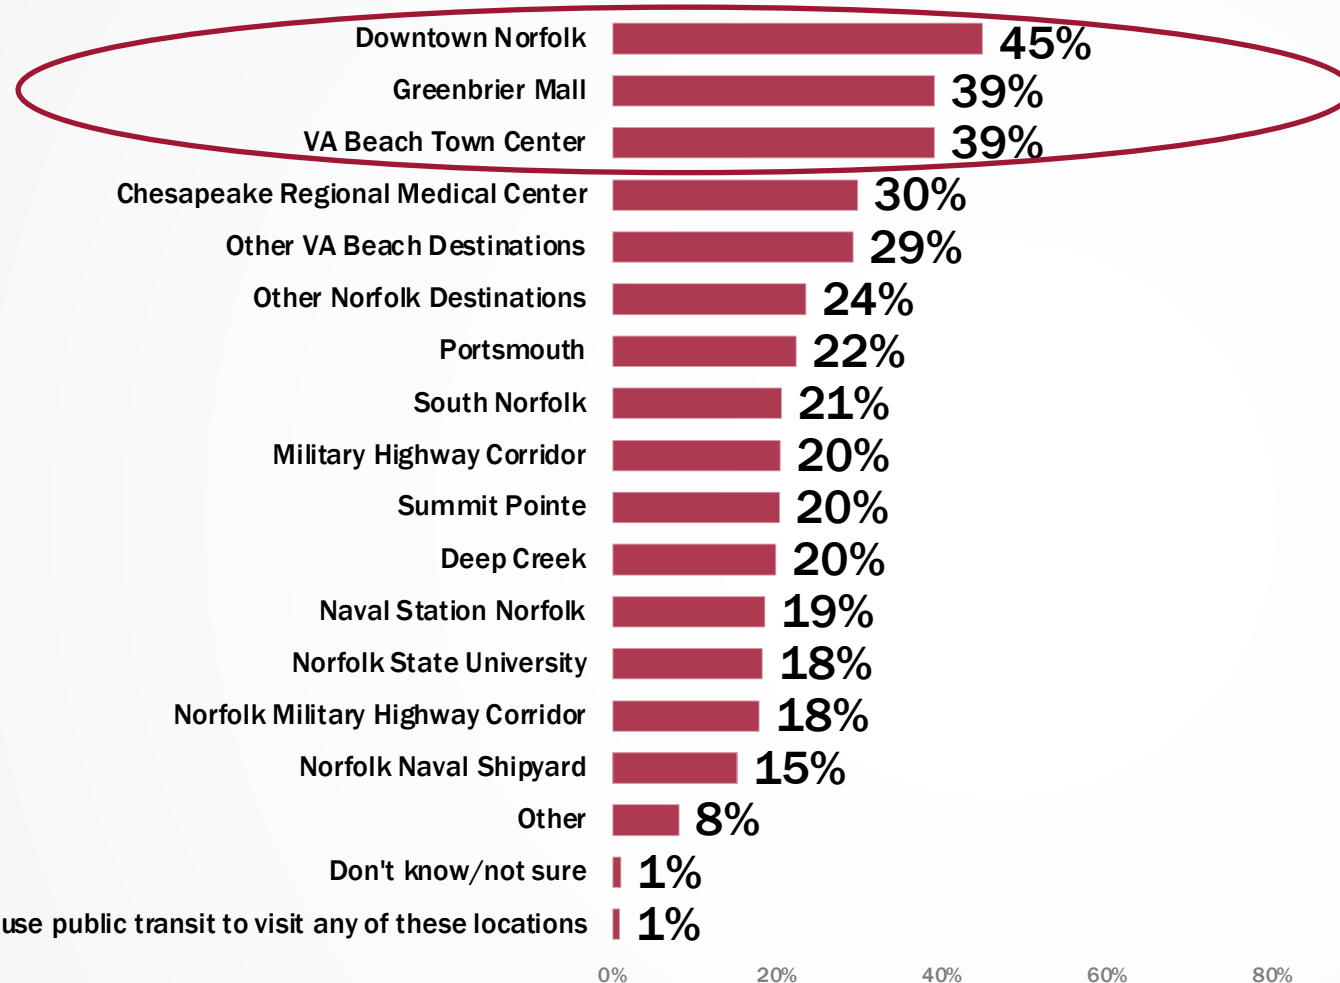 Downtown Norfolk 45%
Greenbrier Mall 39%
VA Beach Town Center 39%
Chesapeake Regional Medical Center 30%
Other VA Beach Destinations 29%
Other Norfolk Destinations 24%
Portsmouth 22%
South Norfolk 21%
Military Highway Corridor 20%
Summit Pointe 20%
Deep Creek 20%
Naval Station Norfolk 19%
Norfolk State University 18%
Norfolk Military Highway Corridor 18%
Norfolk Naval Shipyard 15%
Other 8%
Don't know/not sure 1%
use public transit to visit any of these locations 1%
0% 20% 40% 60% 80%